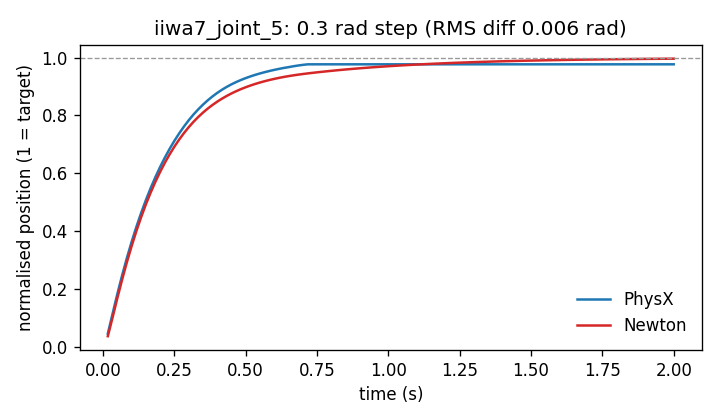 iiwa7_joint_5: 0.3 rad step (RMS diff 0.006 rad)
normalised position (1 = target)
1.0
0.8
0.6
0.4
0.2
0.0
PhysX
Newton
0.00 0.25 0.50 0.75 1.00 1.25 1.50 1.75 2.00
time (s)